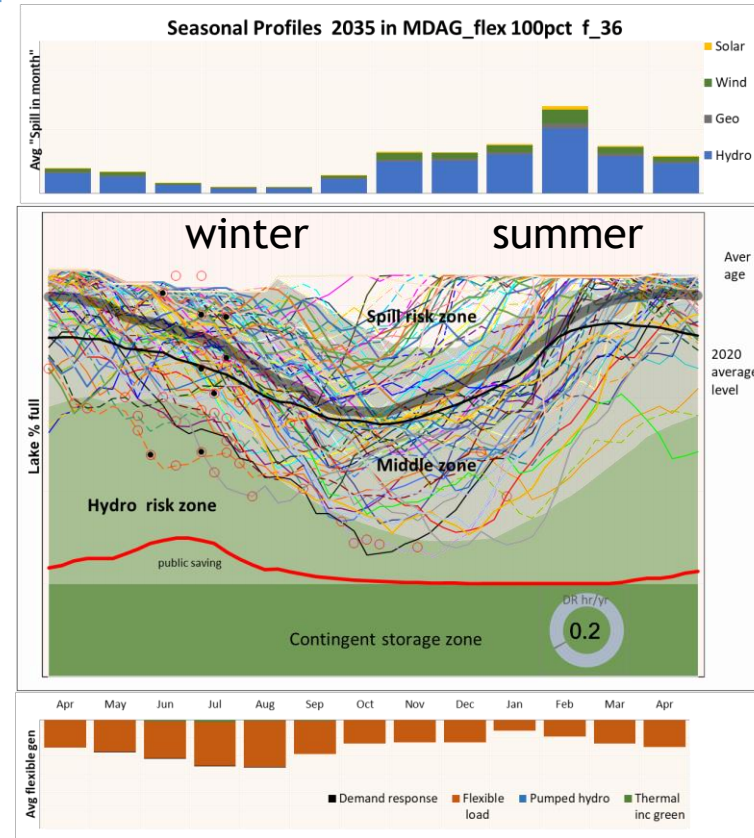 Seasonal Profiles 2035 in MDAG_flex 100pct f_36
Avg "Spill in month"
Solar
Wind
Geo
Hydro
winter
summer
Aver
age
Spill risk zone
2020
average
level
Lake % full
Middle zone
Hydro risk zone
public saving
DR hr/yr
0.2
Contingent storage zone
Apr May Jun Jul Aug Sep Oct Nov Dec Jan Feb Mar Apr
Avg flexible gen
Demand response Flexible Pumped hydro Thermal
load inc green